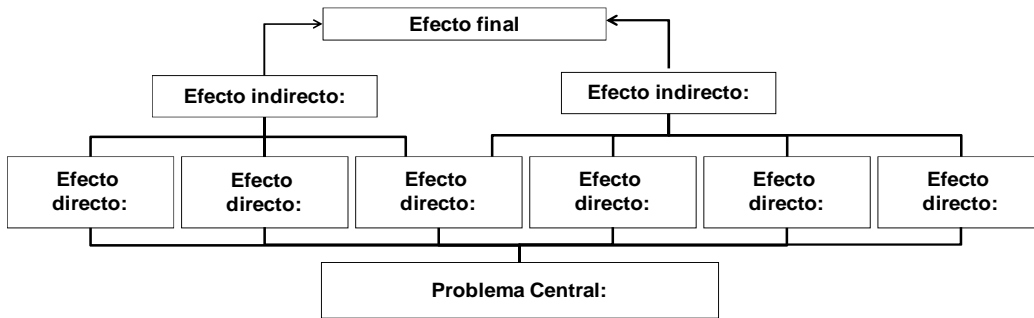 Efecto final
Efecto indirecto:
Efecto indirecto:
Efecto
directo:
Efecto
directo:
Efecto
directo:
Efecto
directo:
Efecto
directo:
Efecto
directo:
Problema Central: